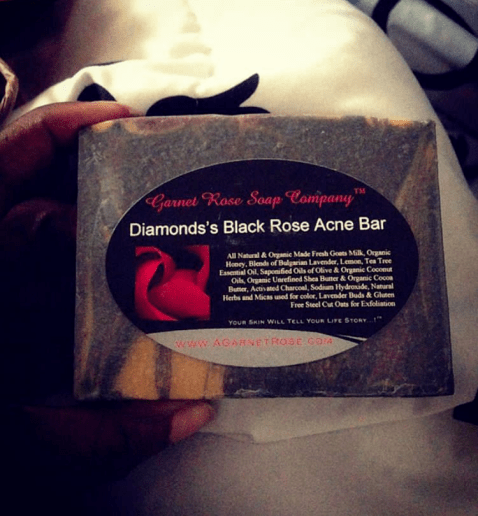 Garnet Rose Soap Company™
Diamonds's Black Rose Acne Bar
All Natural & Organic Made Fresh Goats Milk, Organic
Honey, Blends of Bulgarian Lavender, Lemon, Tea Tree
Essential Oil, Saponified Oils of Olive & Organic Coconut
Oils, Organic Unrefined Shea Butter & Organic Cocoa
Butter, Activated Charcoal, Sodium Hydroxide, Natural
Herbs and Micas used for color, Lavender Buds & Gluten
Free Steel Cut Oats for Exfoliation
Your Skin Will Tell Your Life Story...!™
www.AGarnetRose.com